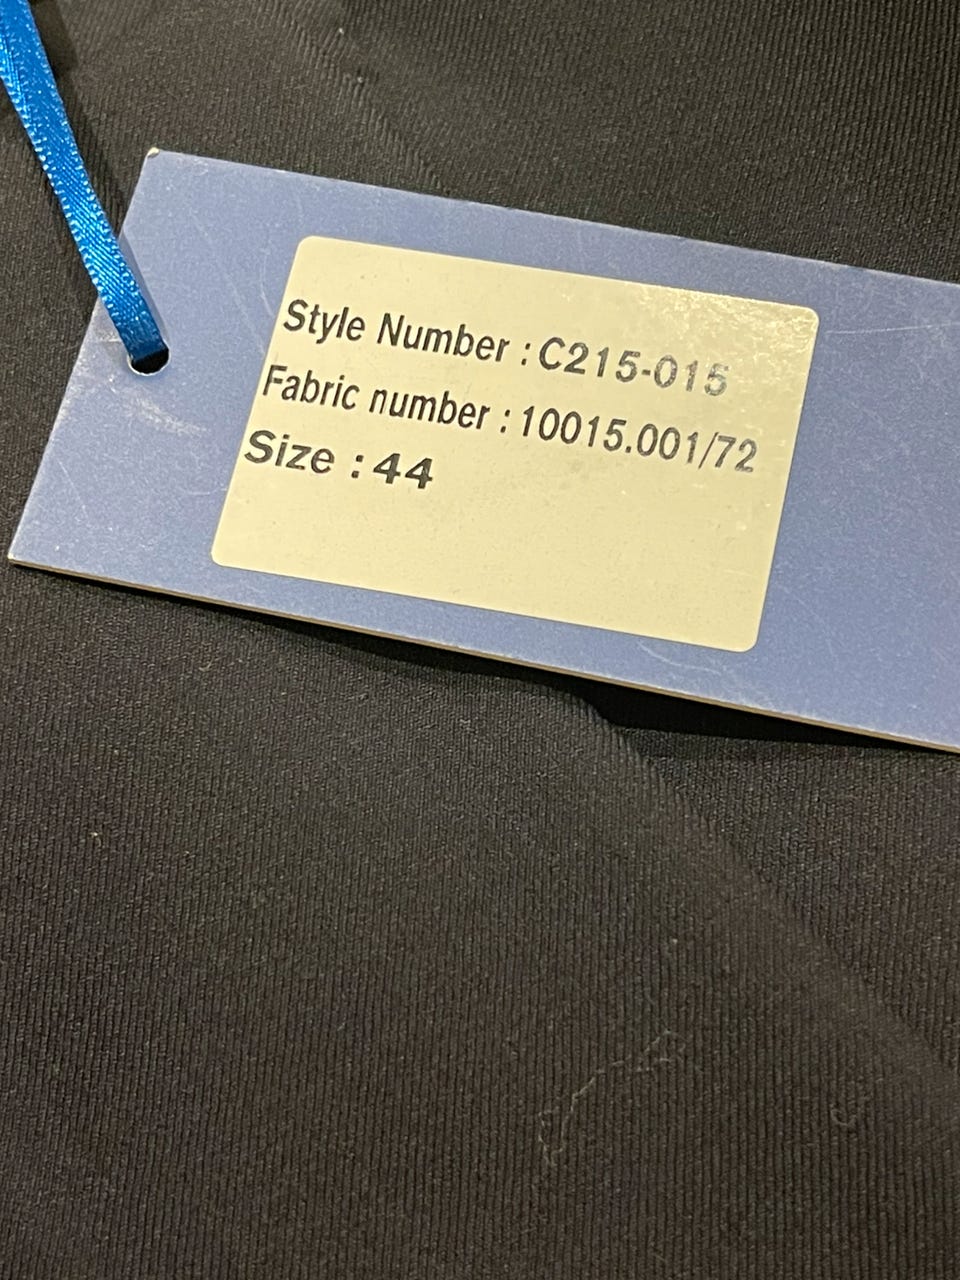 Style Number : C215-015
Fabric number : 10015.001/72
Size : 44